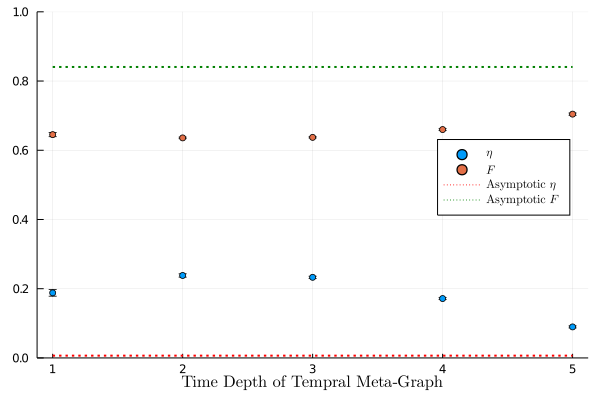 1.0
0.8
0.6
0.4
0.2
0.0
η
F
Asymptotic η
Asymptotic F
1 2 3 4 5
Time Depth of Tempral Meta-Graph